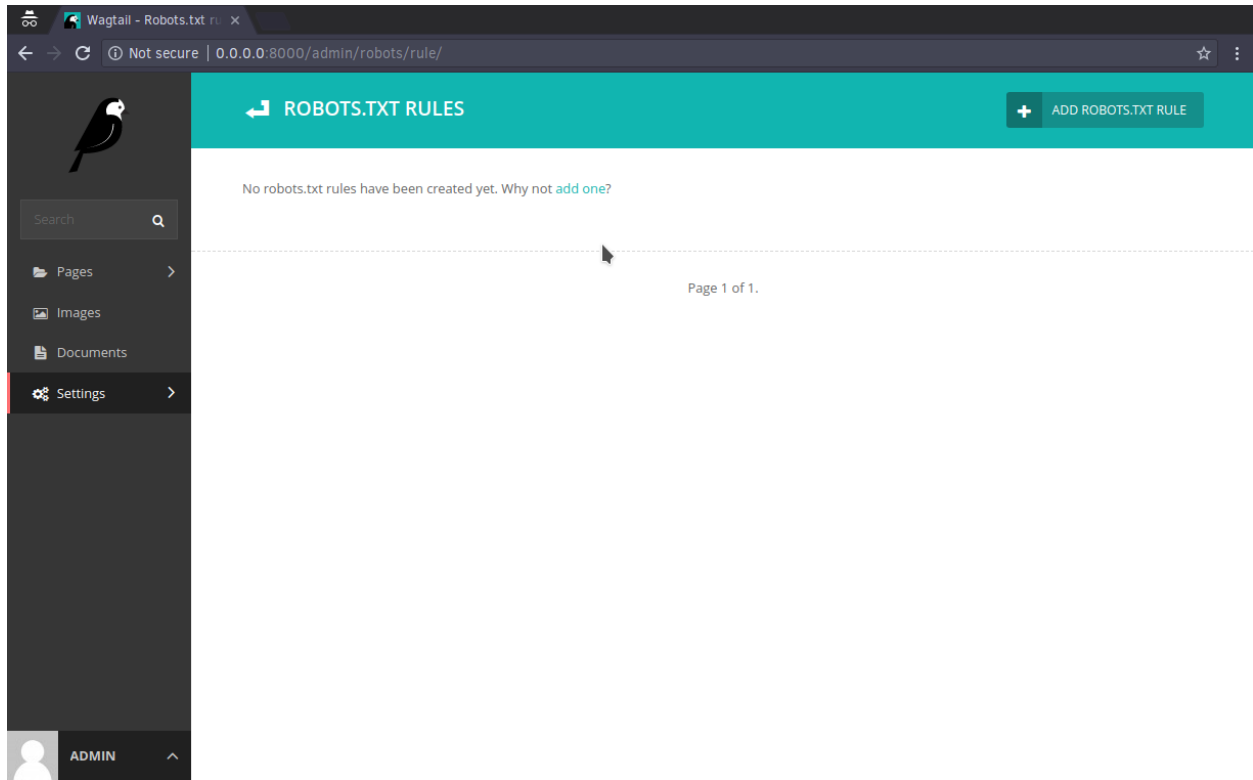 Wagtail - Robots.txt ru
Not secure | 0.0.0.0:8000/admin/robots/rule/
ROBOTS.TXT RULES
ADD ROBOTS.TXT RULE
No robots.txt rules have been created yet. Why not add one?
Search
Pages
Page 1 of 1.
Images
Documents
Settings
ADMIN